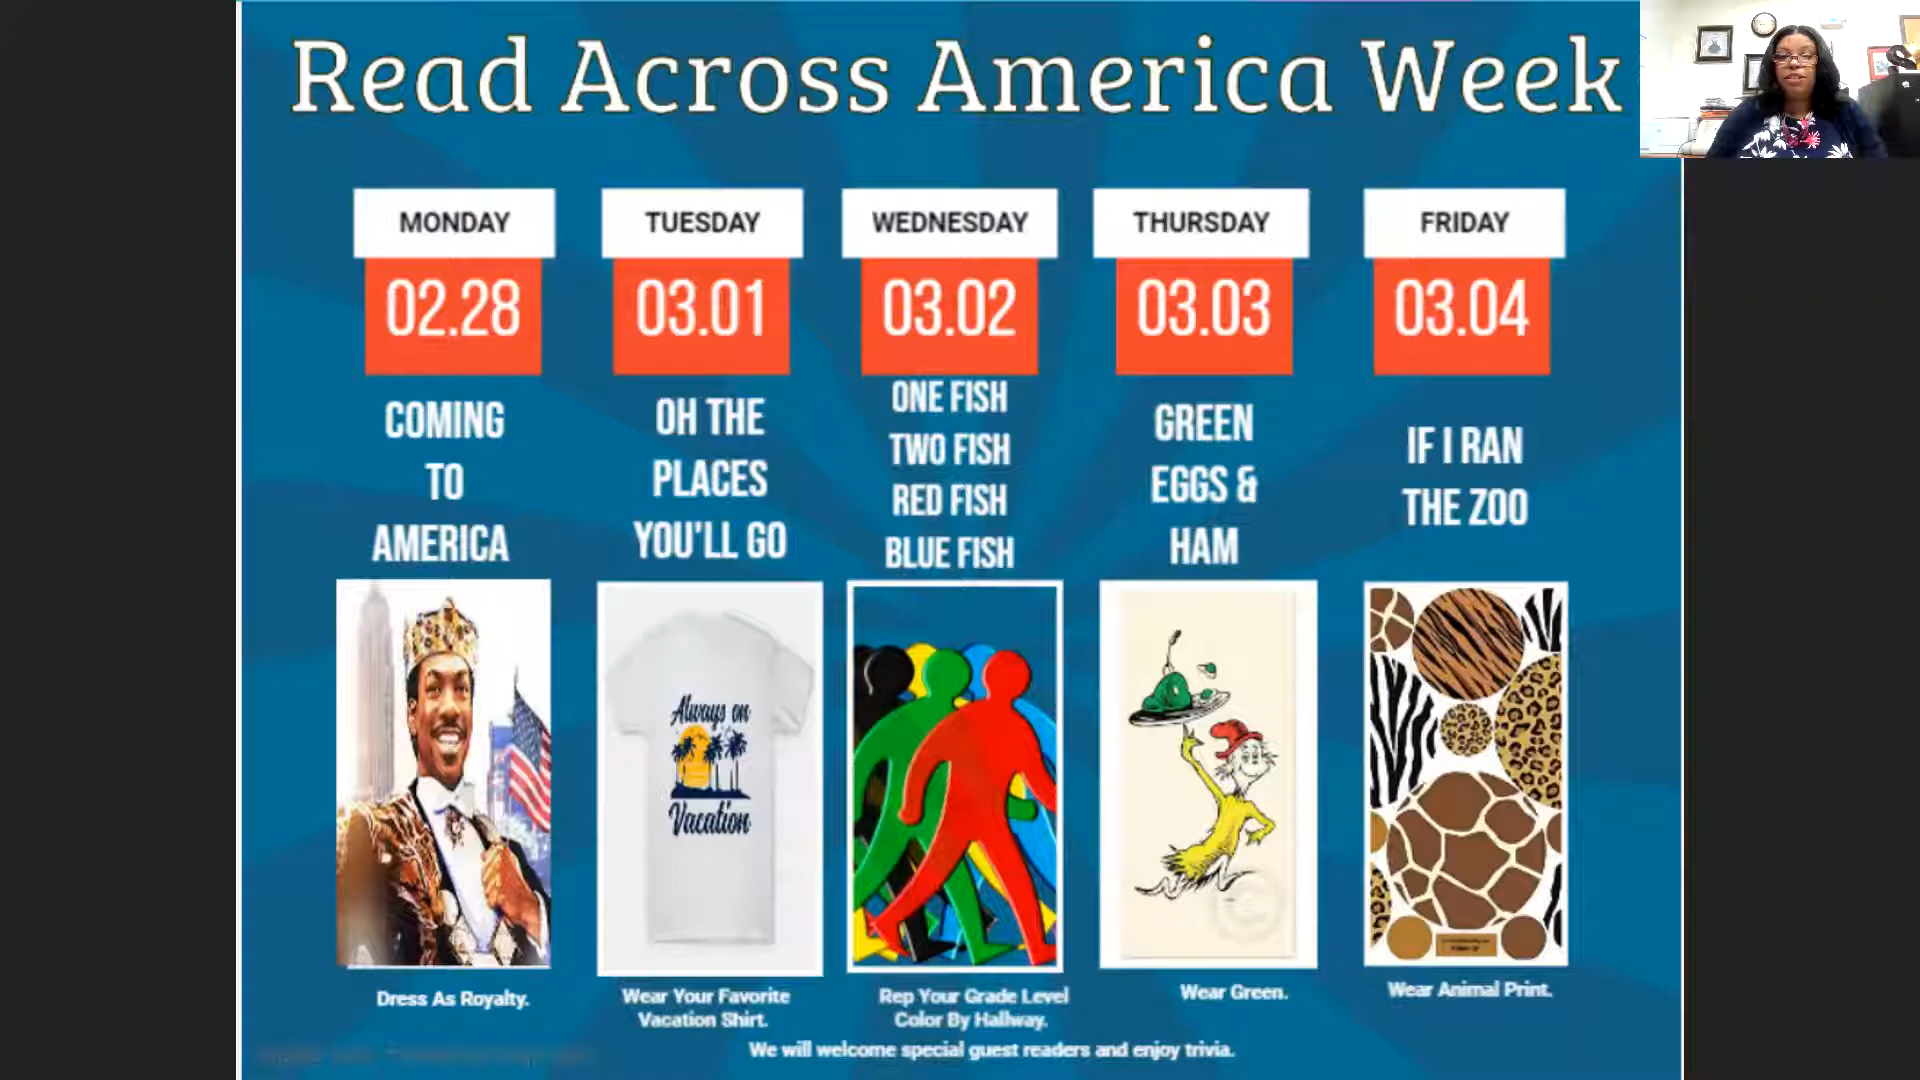 Read Across America Week
MONDAY
02.28
COMING
TO
AMERICA
Dress As Royalty.
TUESDAY
03.01
OH THE
PLACES
YOU'LL GO
Always on
Vacation
Wear Your Favorite
Vacation Shirt.
WEDNESDAY
03.02
ONE FISH
TWO FISH
RED FISH
BLUE FISH
Rep Your Grade Level
Color By Hallway.
THURSDAY
03.03
GREEN
EGGS &
HAM
Wear Green.
FRIDAY
03.04
IF I RAN
THE ZOO
Wear Animal Print.
We will welcome special guest readers and enjoy trivia.